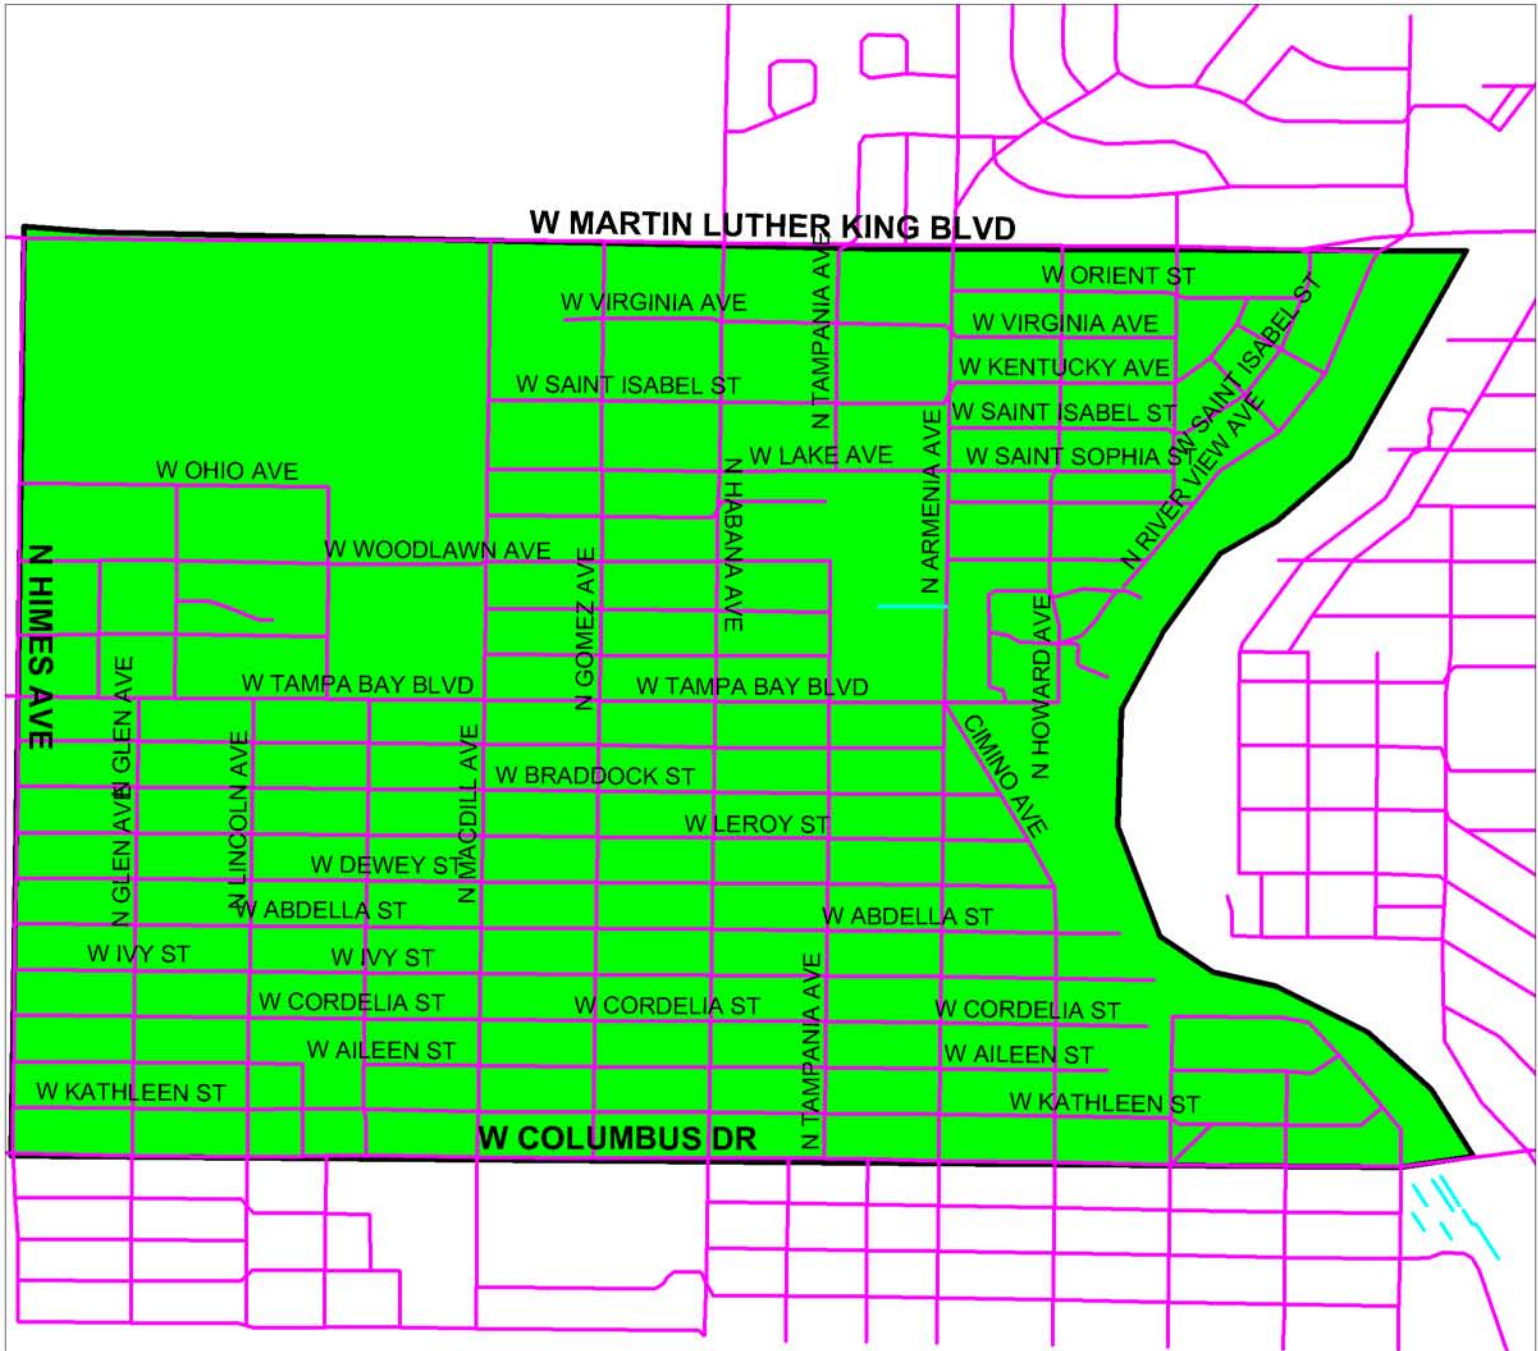 W MARTIN LUTHER KING BLVD
W ORIENT ST
W VIRGINIA AVE
W VIRGINIA AVE
N TAMPANIA AVE
W KENTUCKY AVE
W SAINT ISABEL ST
W SAINT ISABEL ST
W SAINT ISABEL ST
W LAKE AVE
W SAINT SOPHIA ST
N RIVER VIEW AVE
W OHIO AVE
N HABANA AVE
N ARMENIA AVE
W WOODLAWN AVE
N HIMES AVE
N GOMEZ AVE
N HOWARD AVE
N GLEN AVE
W TAMPA BAY BLVD
W TAMPA BAY BLVD
CIMINO AVE
N LINCOLN AVE
N MACDILL AVE
W BRADDOCK ST
N GLEN AVE
W LEROY ST
W DEWEY ST
W ABDELLA ST
W ABDELLA ST
W IVY ST
W IVY ST
N TAMPANIA AVE
W CORDELIA ST
W CORDELIA ST
W CORDELIA ST
W AILEEN ST
W AILEEN ST
W KATHLEEN ST
W KATHLEEN ST
W COLUMBUS DR